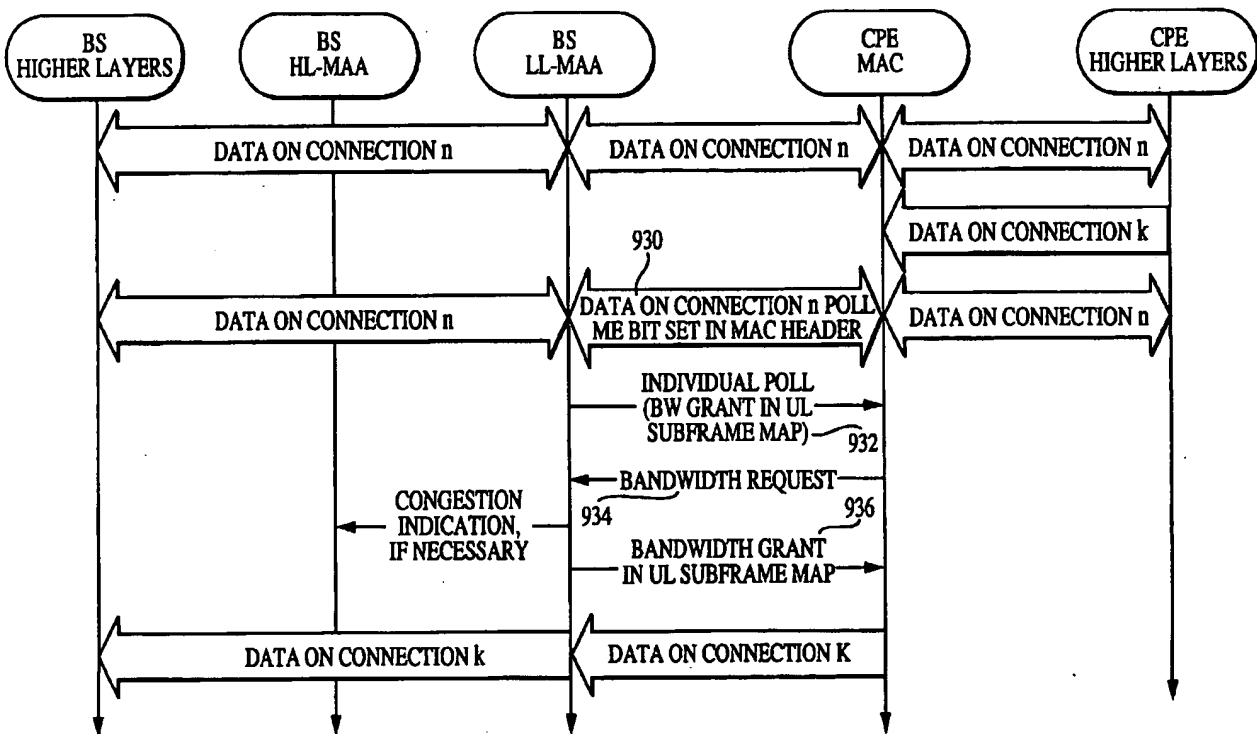 BS
HIGHER LAYERS
BS
HL-MAA
BS
LL-MAA
CPE
MAC
CPE
HIGHER LAYERS
DATA ON CONNECTION n
DATA ON CONNECTION n
DATA ON CONNECTION n
DATA ON CONNECTION k
930
DATA ON CONNECTION n
DATA ON CONNECTION n POLL
ME BIT SET IN MAC HEADER
DATA ON CONNECTION n
INDIVIDUAL POLL
(BW GRANT IN UL
SUBFRAME MAP)
932
BANDWIDTH REQUEST
934
CONGESTION
INDICATION,
IF NECESSARY
936
BANDWIDTH GRANT
IN UL SUBFRAME MAP
DATA ON CONNECTION k
DATA ON CONNECTION K